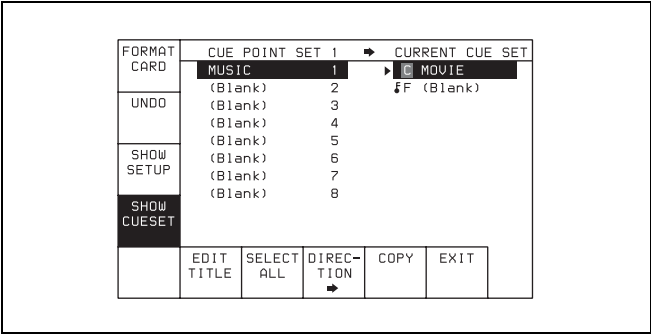 FORMAT
CARD
UNDO
SHOW
SETUP
SHOW
CUESET
CUE POINT SET 1 ➡ CURRENT CUE SET
MUSIC 1 C MOVIE
(Blank) 2 F (Blank)
(Blank) 3
(Blank) 4
(Blank) 5
(Blank) 6
(Blank) 7
(Blank) 8
EDIT
TITLE
SELECT
ALL
DIREC-
TION
➡
COPY
EXIT